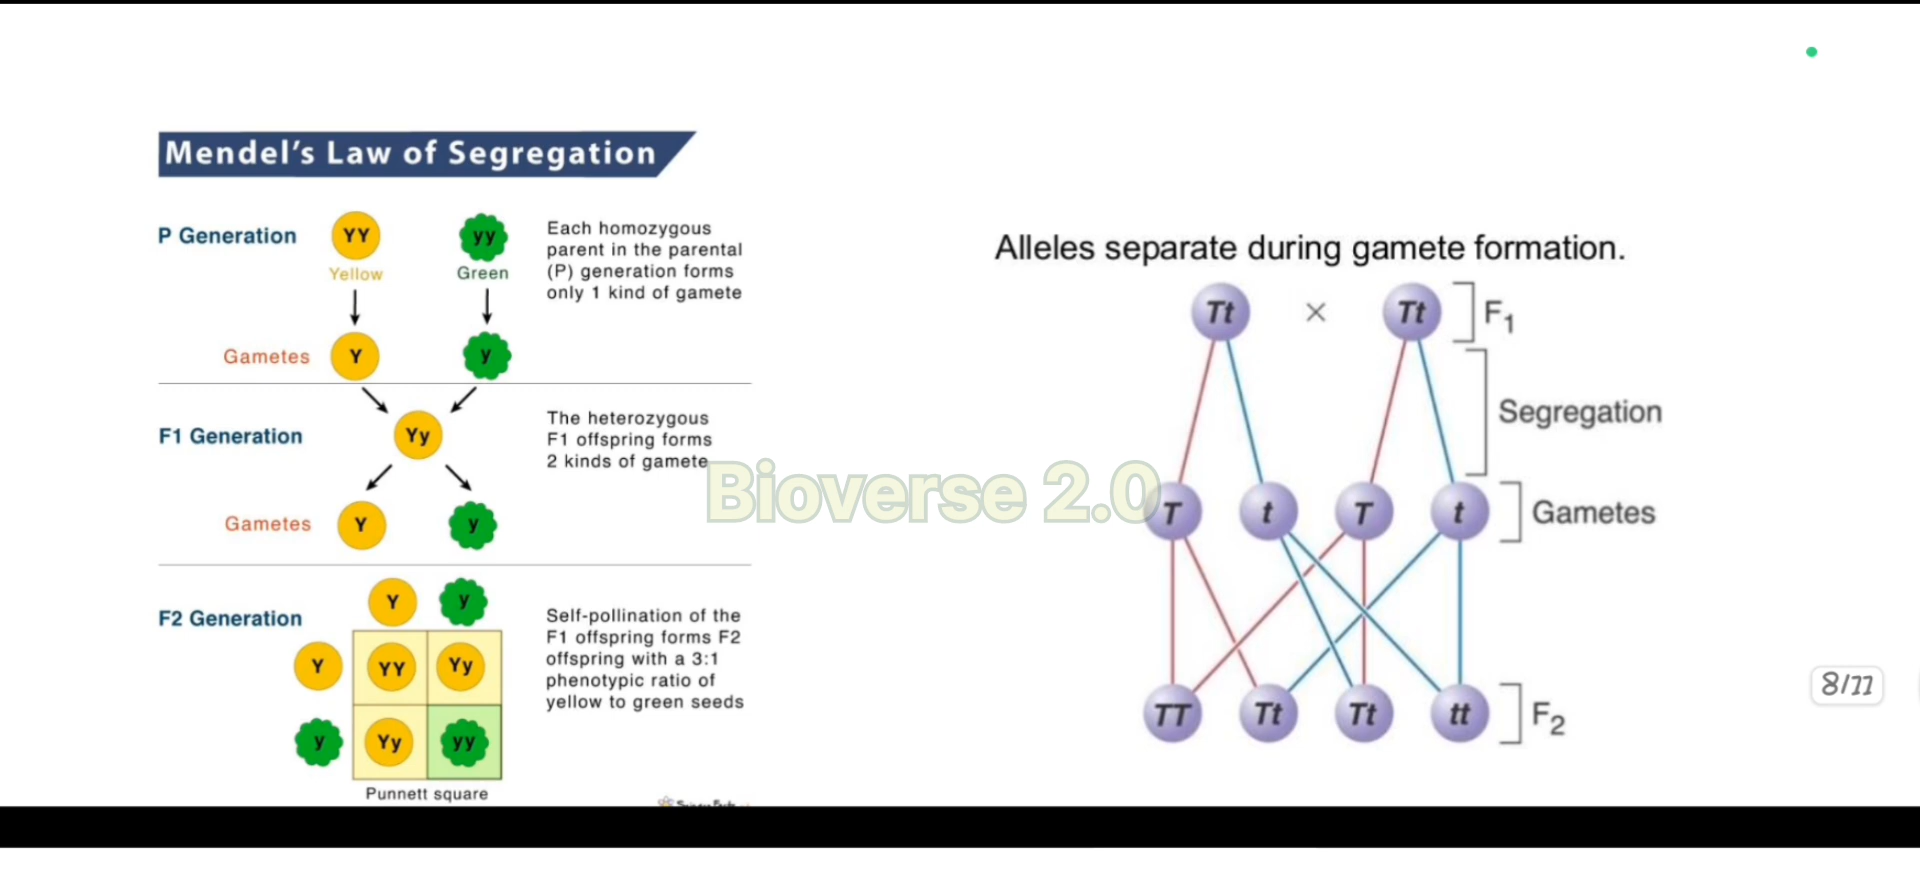 Mendel's Law of Segregation
P Generation
YY
yy
Yellow
Green
Each homozygous
parent in the parental
(P) generation forms
only 1 kind of gamete
Gametes
Y
y
F1 Generation
Yy
The heterozygous
F1 offspring forms
2 kinds of gamete
Gametes
Y
y
F2 Generation
Y
y
Y
YY
Yy
y
Yy
yy
Self-pollination of the
F1 offspring forms F2
offspring with a 3:1
phenotypic ratio of
yellow to green seeds
Punnett square
Bioverse 2.0
Alleles separate during gamete formation.
Tt × Tt F1
Segregation
T t T t Gametes
TT Tt Tt tt F2